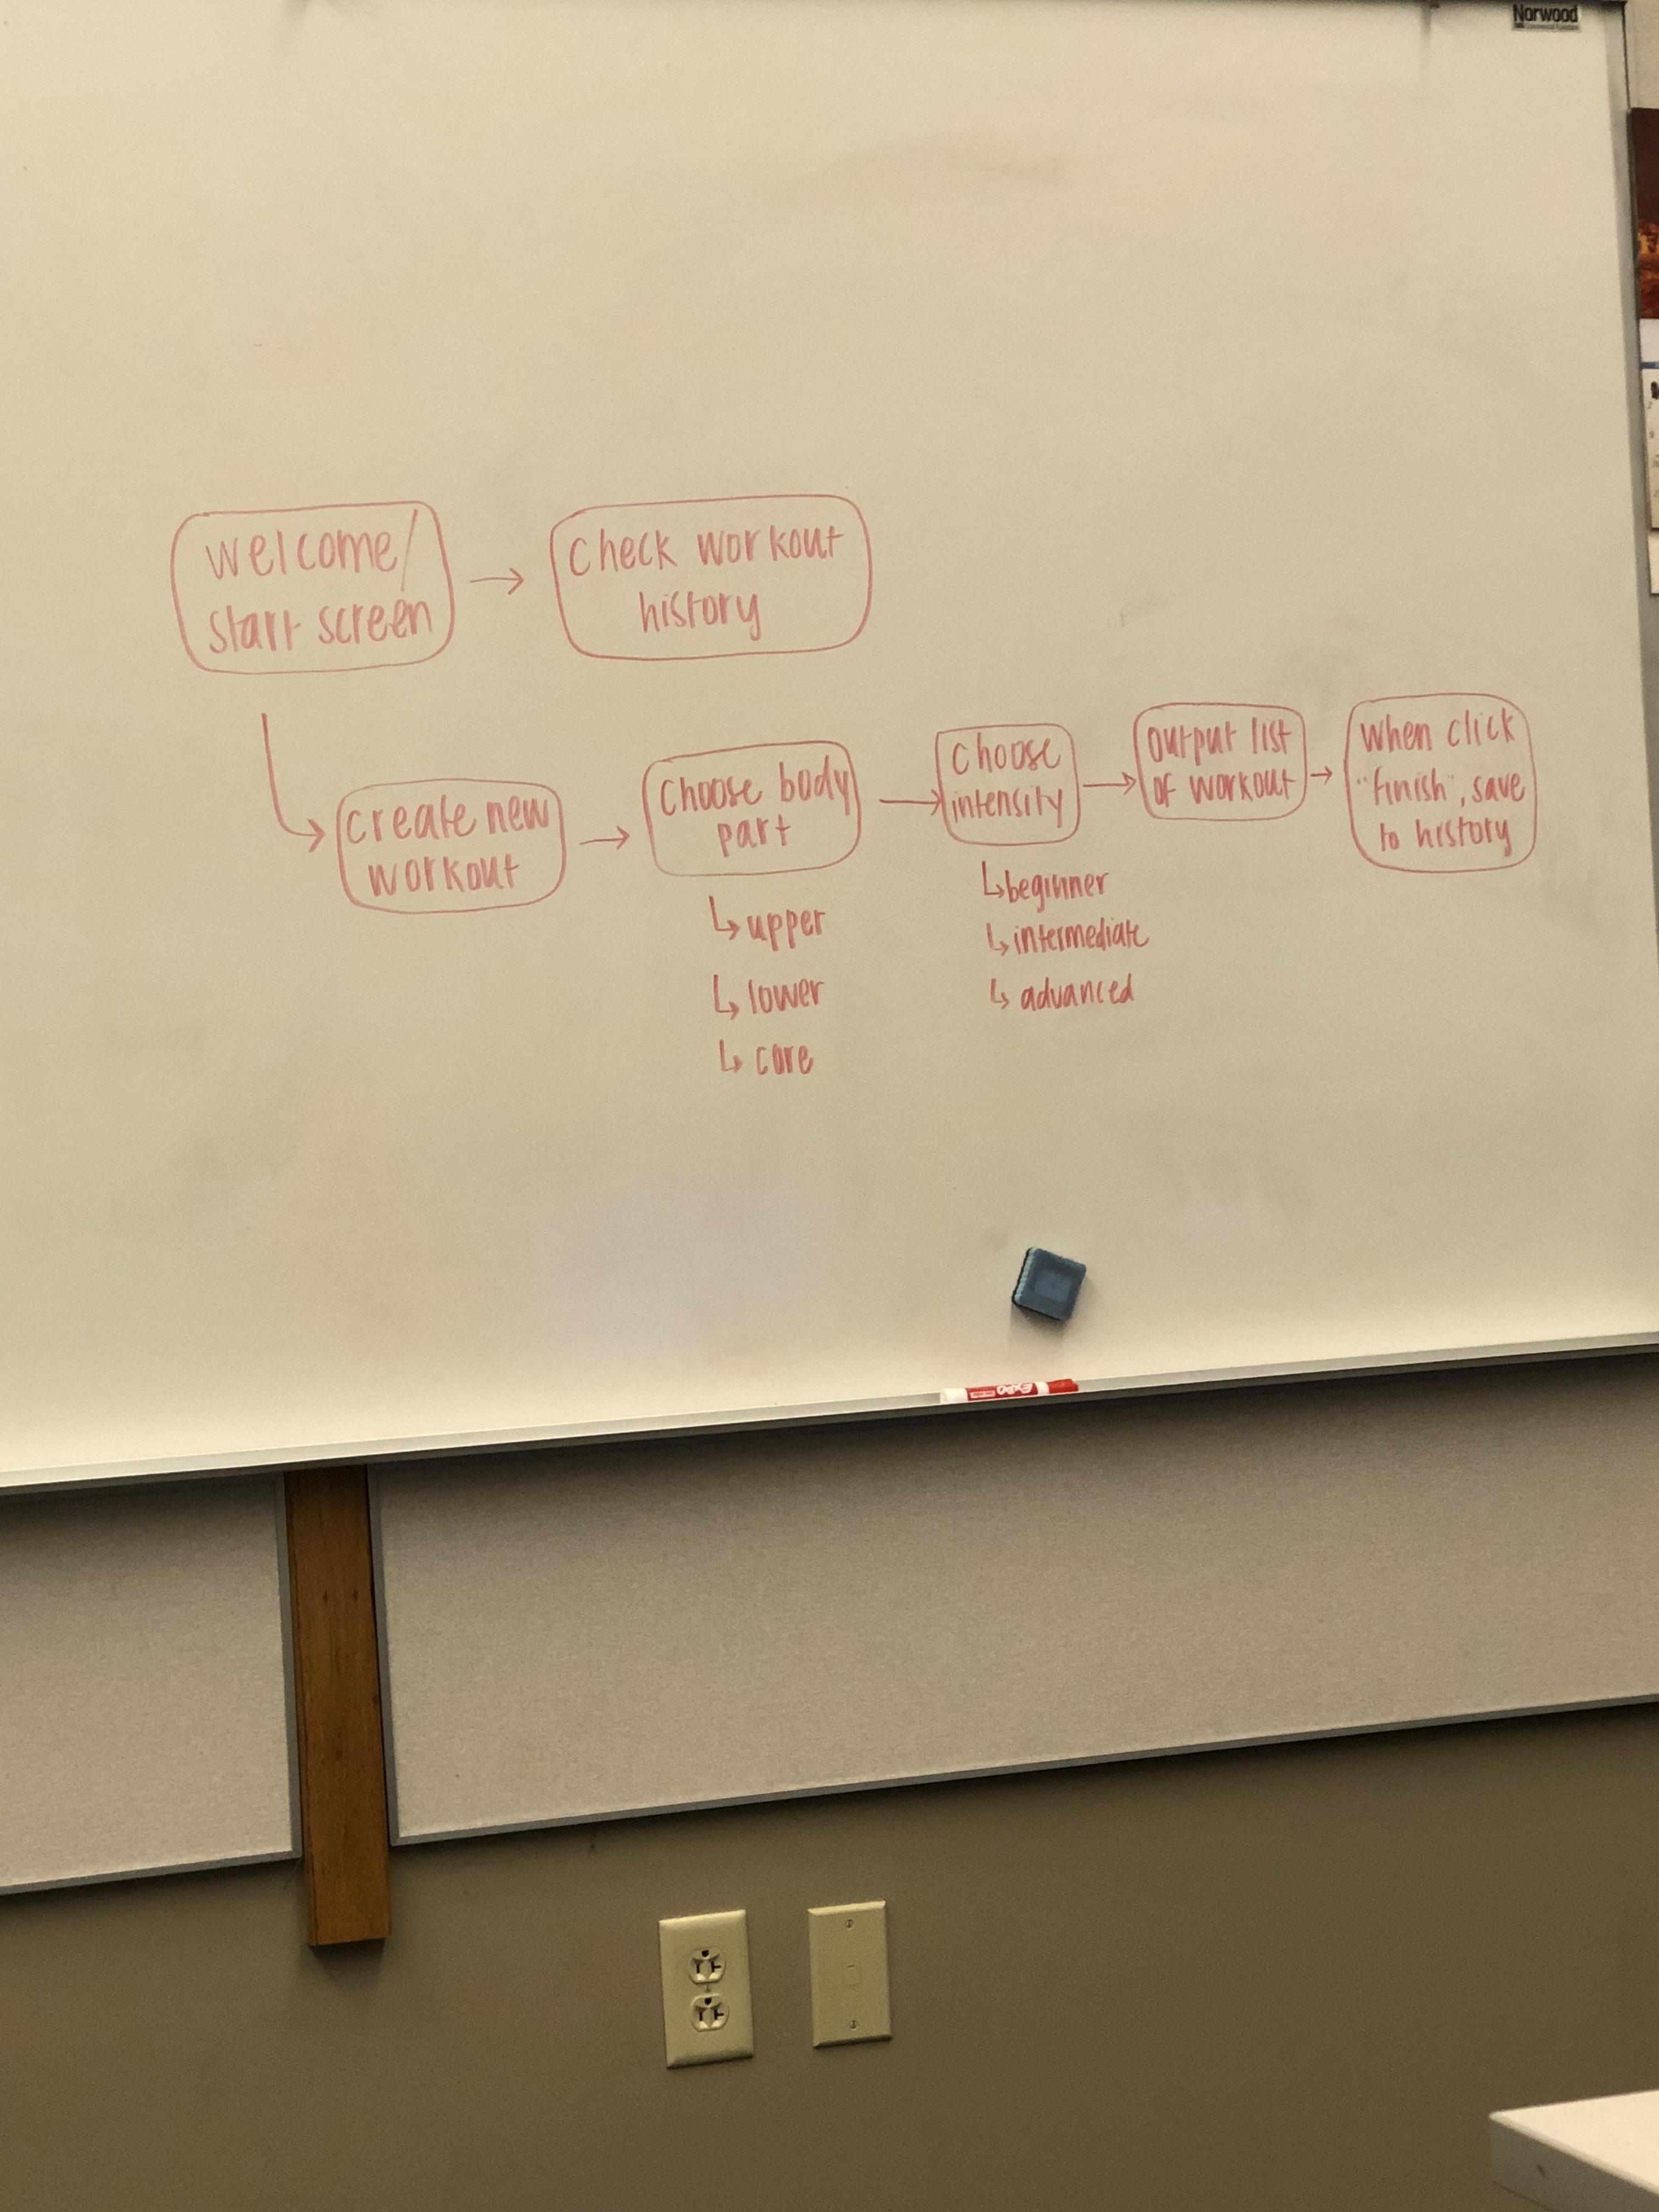 welcome/
start screen
check workout
history
create new
workout
choose body
part
↳ upper
↳ lower
↳ core
choose
intensity
↳ beginner
↳ intermediate
↳ advanced
output list
of workout
when click
"finish", save
to history
EXPO
Norwood